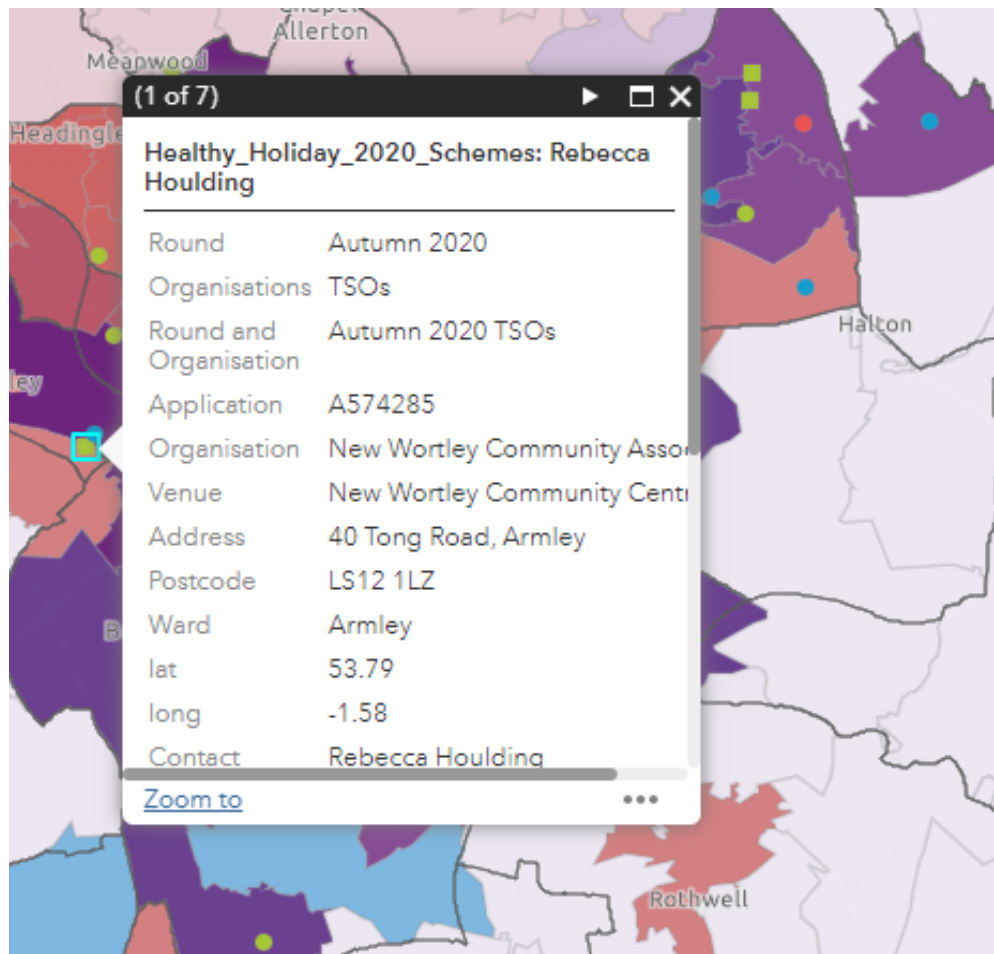 Allerton
Meanwood
(1 of 7)
Healthy_Holiday_2020_Schemes: Rebecca
Houlding
Round Autumn 2020
Organisations TSOs
Round and Autumn 2020 TSOs
Organisation
Application A574285
Organisation New Wortley Community Asso
Venue New Wortley Community Cent
Address 40 Tong Road, Armley
Postcode LS12 1LZ
Ward Armley
lat 53.79
long -1.58
Contact Rebecca Houlding
Zoom to
Headingle
Halton
ley
B
Rothwell